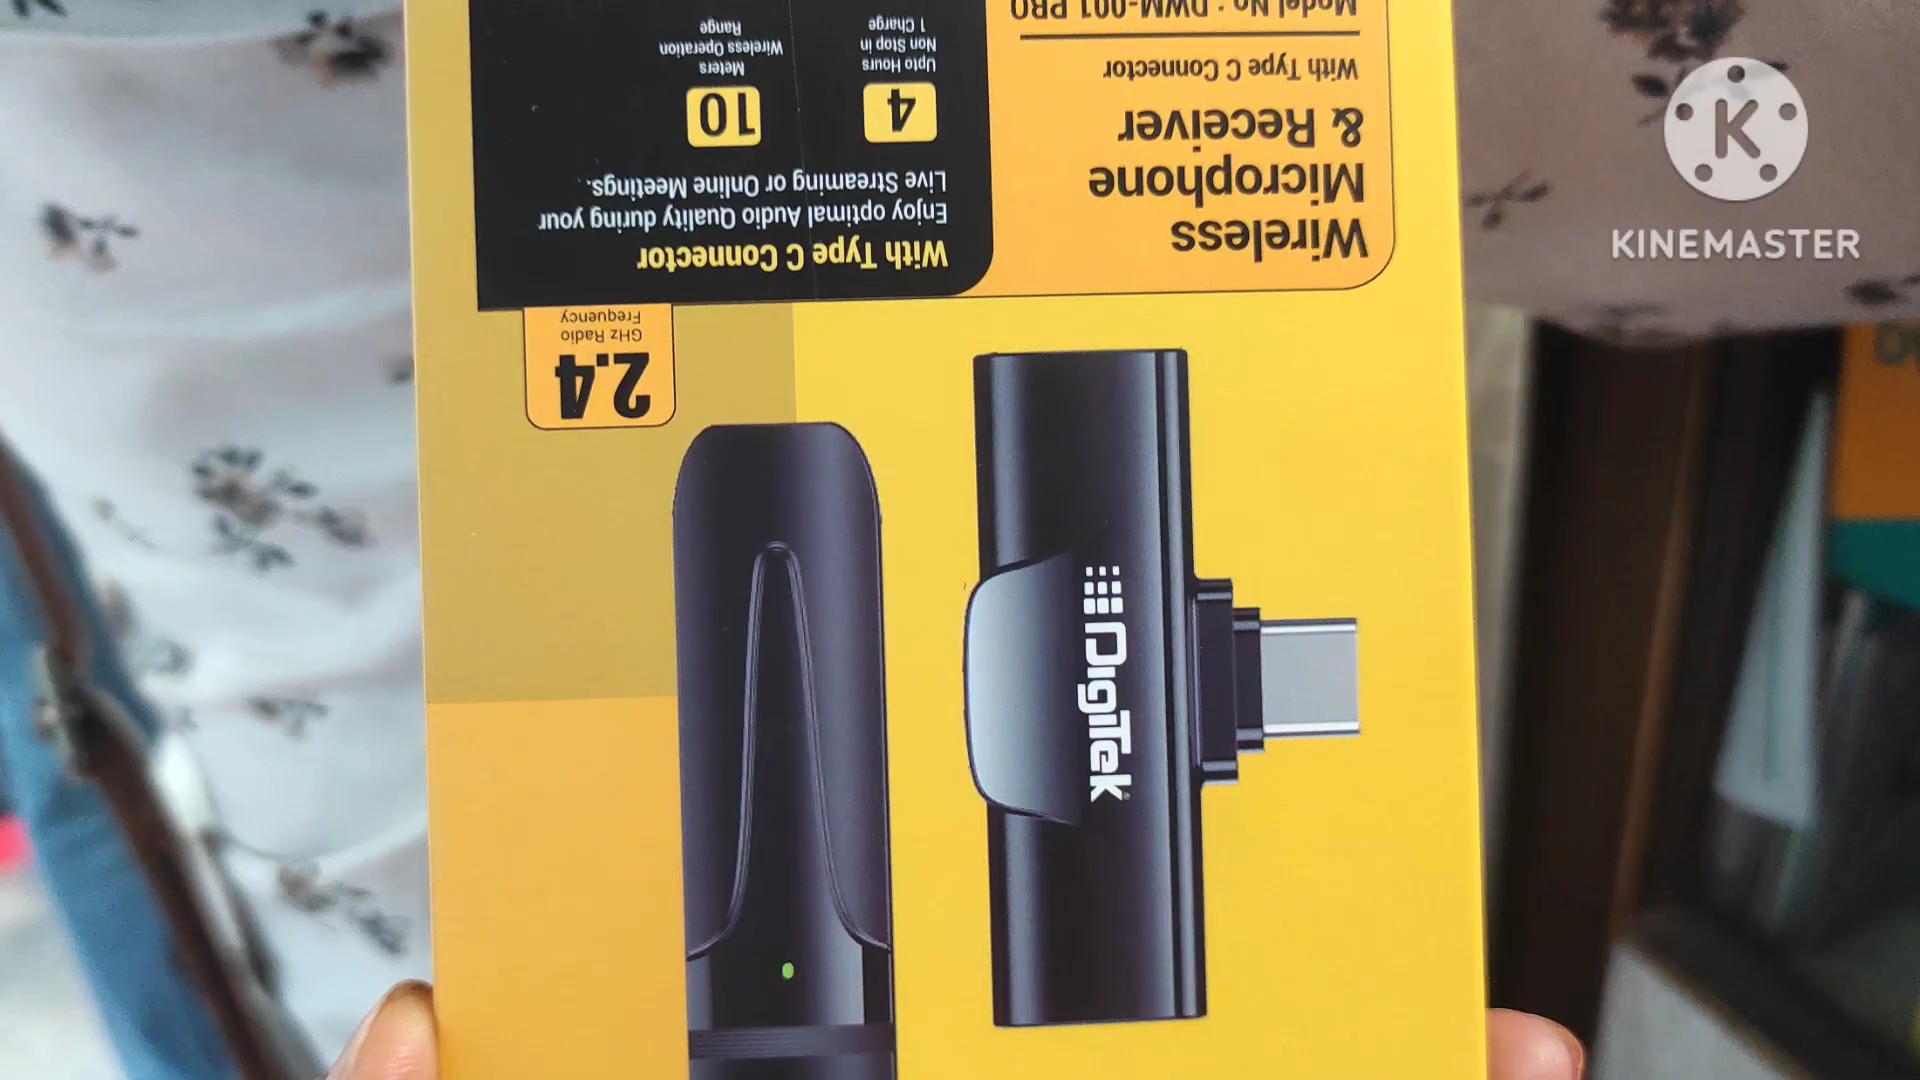 Model No : DWM-001 PRO
With Type C Connector
Wireless
Microphone
& Receiver
With Type C Connector
Enjoy optimal Audio Quality during your
Live Streaming or Online Meetings.
4
Upto Hours
Non Stop in
1 Charge
10
Meters
Wireless Operation
Range
2.4
GHz Radio
Frequency
DigiTek
K
KINEMASTER